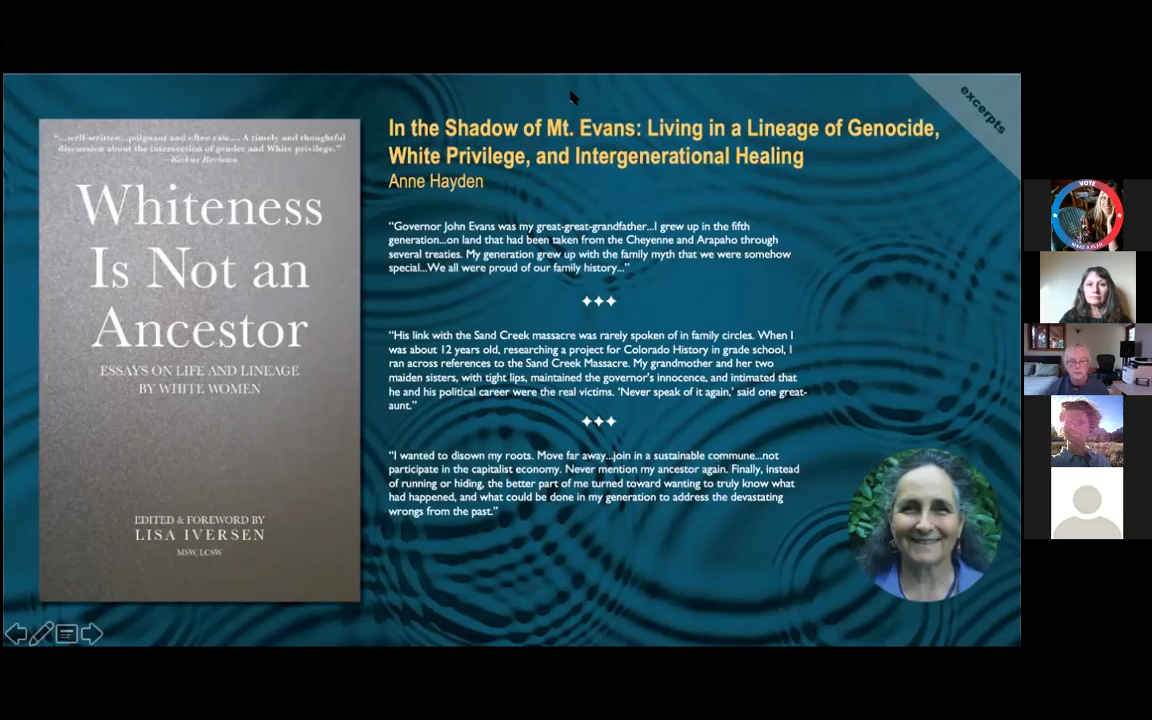 excerpts
"...well-written...poignant and often raw.... A timely and thoughtful
discussion about the intersection of gender and White privilege."
—Kirkus Reviews
Whiteness
Is Not an
Ancestor
ESSAYS ON LIFE AND LINEAGE
BY WHITE WOMEN
EDITED & FOREWORD BY
LISA IVERSEN
MSW, LCSW
In the Shadow of Mt. Evans: Living in a Lineage of Genocide,
White Privilege, and Intergenerational Healing
Anne Hayden
"Governor John Evans was my great-great-grandfather...I grew up in the fifth
generation...on land that had been taken from the Cheyenne and Arapaho through
several treaties. My generation grew up with the family myth that we were somehow
special...We all were proud of our family history..."
"His link with the Sand Creek massacre was rarely spoken of in family circles. When I
was about 12 years old, researching a project for Colorado History in grade school, I
ran across references to the Sand Creek Massacre. My grandmother and her two
maiden sisters, with tight lips, maintained the governor's innocence, and intimated that
he and his political career were the real victims. 'Never speak of it again,' said one great-
aunt."
"I wanted to disown my roots. Move far away...join in a sustainable commune...not
participate in the capitalist economy. Never mention my ancestor again. Finally, instead
of running or hiding, the better part of me turned toward wanting to truly know what
had happened, and what could be done in my generation to address the devastating
wrongs from the past."
VOTE
MAKE A PLAN